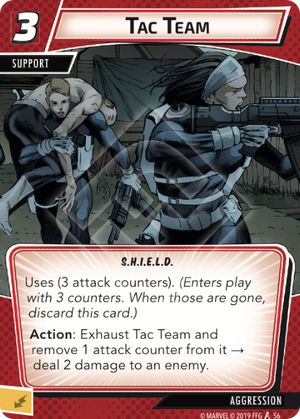 3
TAC TEAM
SUPPORT
S.H.I.E.L.D.
Uses (3 attack counters). (Enters play
with 3 counters. When those are gone,
discard this card.)
Action: Exhaust Tac Team and
remove 1 attack counter from it →
deal 2 damage to an enemy.
AGGRESSION
© MARVEL © 2019 FFG A 56